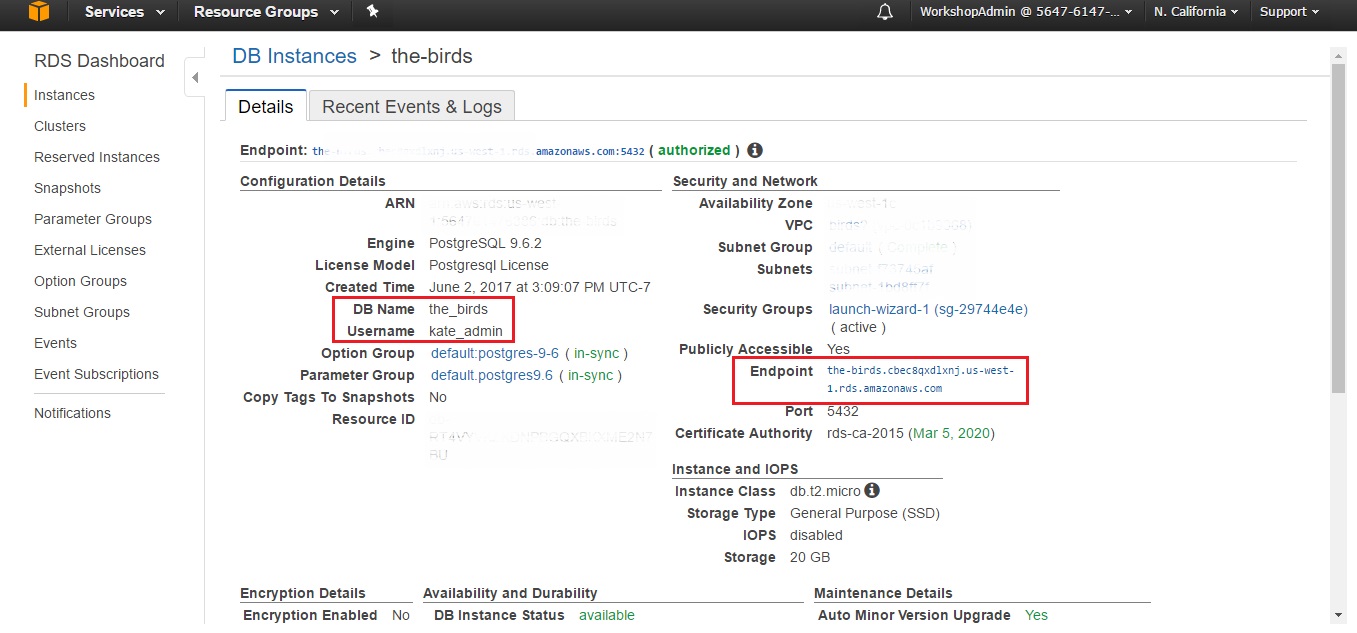 Services Resource Groups WorkshopAdmin @ 5647-6147-... N. California Support
RDS Dashboard
Instances
Clusters
Reserved Instances
Snapshots
Parameter Groups
External Licenses
Option Groups
Subnet Groups
Events
Event Subscriptions
Notifications
DB Instances > the-birds
Details Recent Events & Logs
Endpoint: amazonaws.com:5432 ( authorized )
Configuration Details
ARN
Engine PostgreSQL 9.6.2
License Model Postgresql License
Created Time June 2, 2017 at 3:09:07 PM UTC-7
DB Name the_birds
Username kate_admin
Option Group default:postgres-9-6 ( in-sync )
Parameter Group default.postgres9.6 ( in-sync )
Copy Tags To Snapshots No
Resource ID
Security and Network
Availability Zone
VPC
Subnet Group default ( Complete )
Subnets
Security Groups launch-wizard-1 (sg-29744e4e)
( active )
Publicly Accessible Yes
Endpoint the-birds.cbec8qxdlxnj.us-west-
1.rds.amazonaws.com
Port 5432
Certificate Authority rds-ca-2015 (Mar 5, 2020)
Instance and IOPS
Instance Class db.t2.micro
Storage Type General Purpose (SSD)
IOPS disabled
Storage 20 GB
Encryption Details
Encryption Enabled No
Availability and Durability
DB Instance Status available
Maintenance Details
Auto Minor Version Upgrade Yes